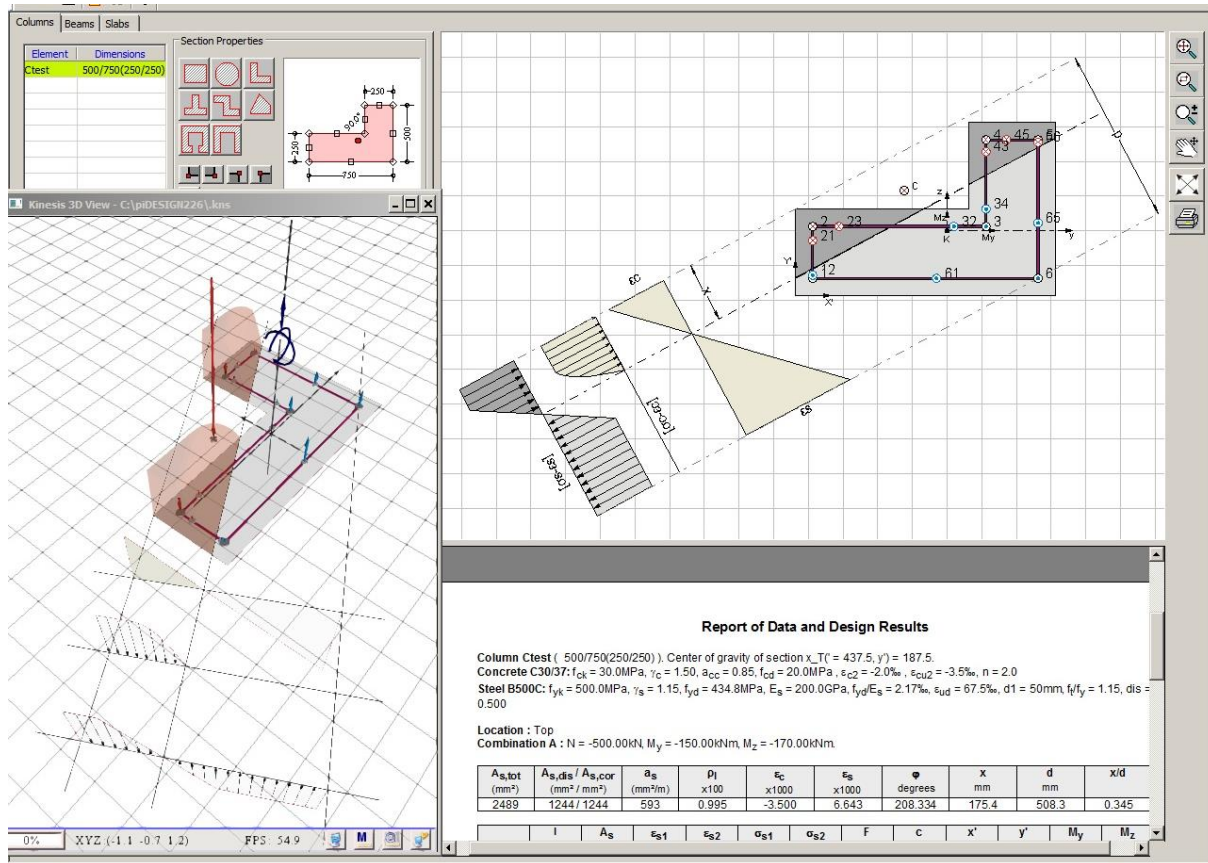 Columns Beams Slabs
Section Properties
Element Dimensions
Ctest 500/750(250/250)
250
90.0°
250
500
750
Kinesis 3D View - C:\piDESIGN226\.kns
0% XYZ (-1.1 -0.7 1.2) FPS: 54.9 M
D
4 45
43
C
z
34
2 23
Mz
32 3
K My y
21
65
Y'
12
61 6
X'
εc
X
εs
[εc-σc]
[εs-σs]
Report of Data and Design Results
Column Ctest ( 500/750(250/250) ). Center of gravity of section x_T(' = 437.5, y') = 187.5.
Concrete C30/37: fck = 30.0MPa, γc = 1.50, acc = 0.85, fcd = 20.0MPa , εc2 = -2.0‰ , εcu2 = -3.5‰, n = 2.0
Steel B500C: fyk = 500.0MPa, γs = 1.15, fyd = 434.8MPa, Es = 200.0GPa, fyd/Es = 2.17‰, εud = 67.5‰, d1 = 50mm, ft/fy = 1.15, dis =
0.500
Location : Top
Combination A : N = -500.00kN, My = -150.00kNm, Mz = -170.00kNm.
As,tot As,dis / As,cor as ρl εc εs φ x d x/d
(mm²) (mm² / mm²) (mm²/m) x100 x1000 x1000 degrees mm mm
2489 1244 / 1244 593 0.995 -3.500 6.643 208.334 175.4 508.3 0.345
l As εs1 εs2 σs1 σs2 F c x' y' My Mz